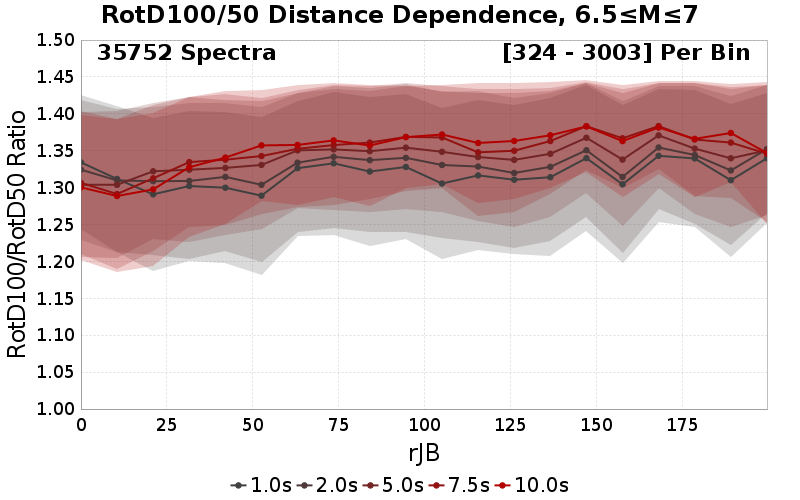 RotD100/50 Distance Dependence, 6.5≤M≤7
35752 Spectra
[324 - 3003] Per Bin
RotD100/RotD50 Ratio
1.50
1.45
1.40
1.35
1.30
1.25
1.20
1.15
1.10
1.05
1.00
0 25 50 75 100 125 150 175
rJB
1.0s 2.0s 5.0s 7.5s 10.0s